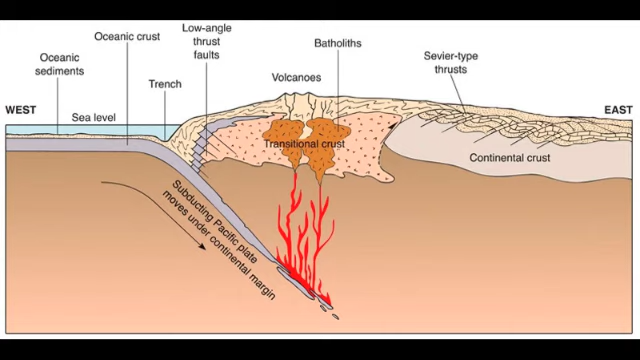 Low-angle
thrust
faults
Oceanic crust
Batholiths
Oceanic
sediments
Sevier-type
thrusts
Trench
Volcanoes
WEST
EAST
Sea level
Transitional crust
Continental crust
Subducting Pacific plate
moves under continental margin